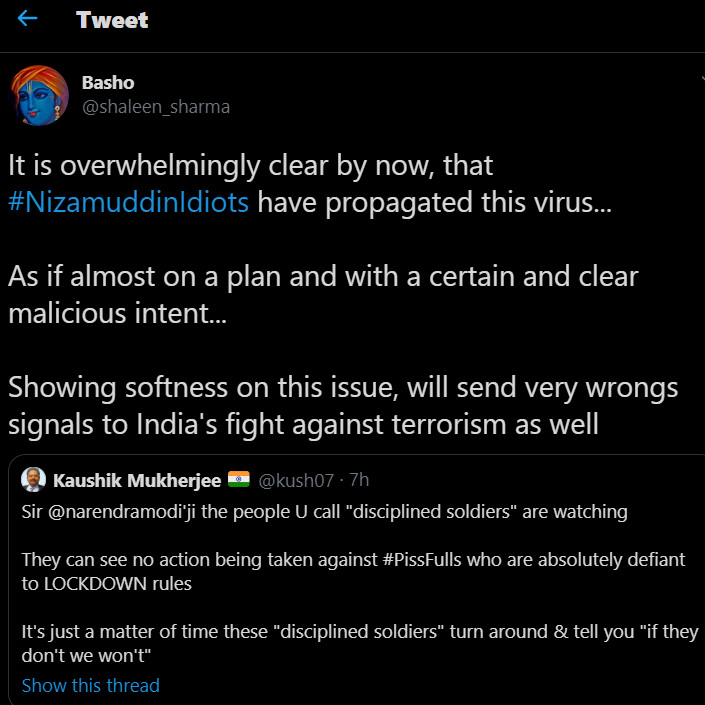 Tweet
Basho
@shaleen_sharma
It is overwhelmingly clear by now, that
#NizamuddinIdiots have propagated this virus...
As if almost on a plan and with a certain and clear
malicious intent...
Showing softness on this issue, will send very wrongs
signals to India's fight against terrorism as well
Kaushik Mukherjee @kush07 · 7h
Sir @narendramodi'ji the people U call "disciplined soldiers" are watching
They can see no action being taken against #PissFulls who are absolutely defiant
to LOCKDOWN rules
It's just a matter of time these "disciplined soldiers" turn around & tell you "if they
don't we won't"
Show this thread